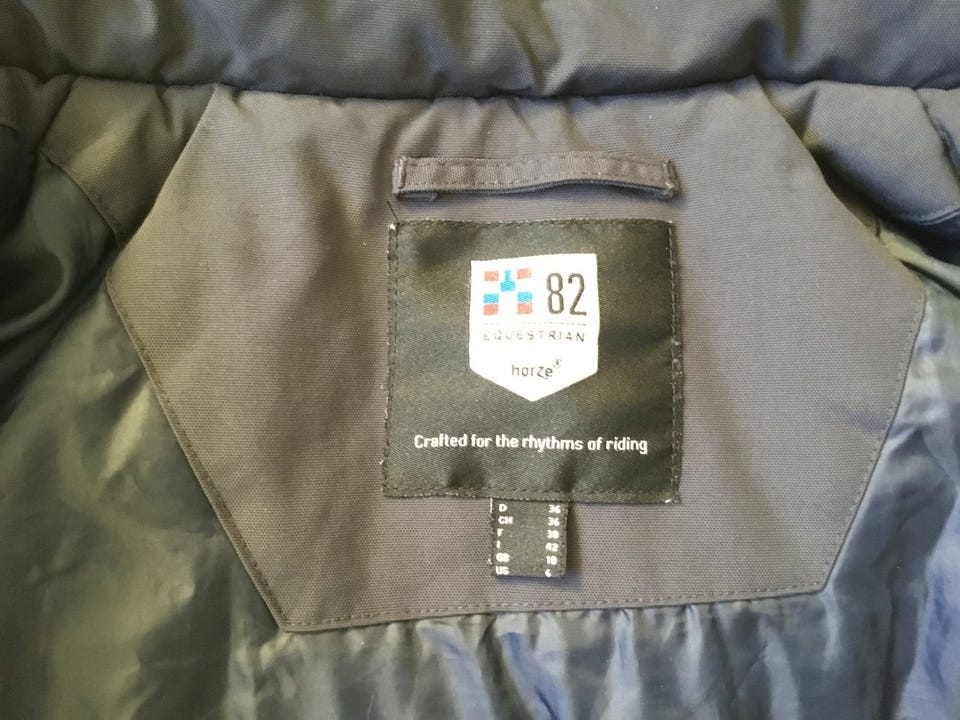 82
EQUESTRIAN
horze®
Crafted for the rhythms of riding
D 36
CH 36
F 38
I 42
GB 10
US 6